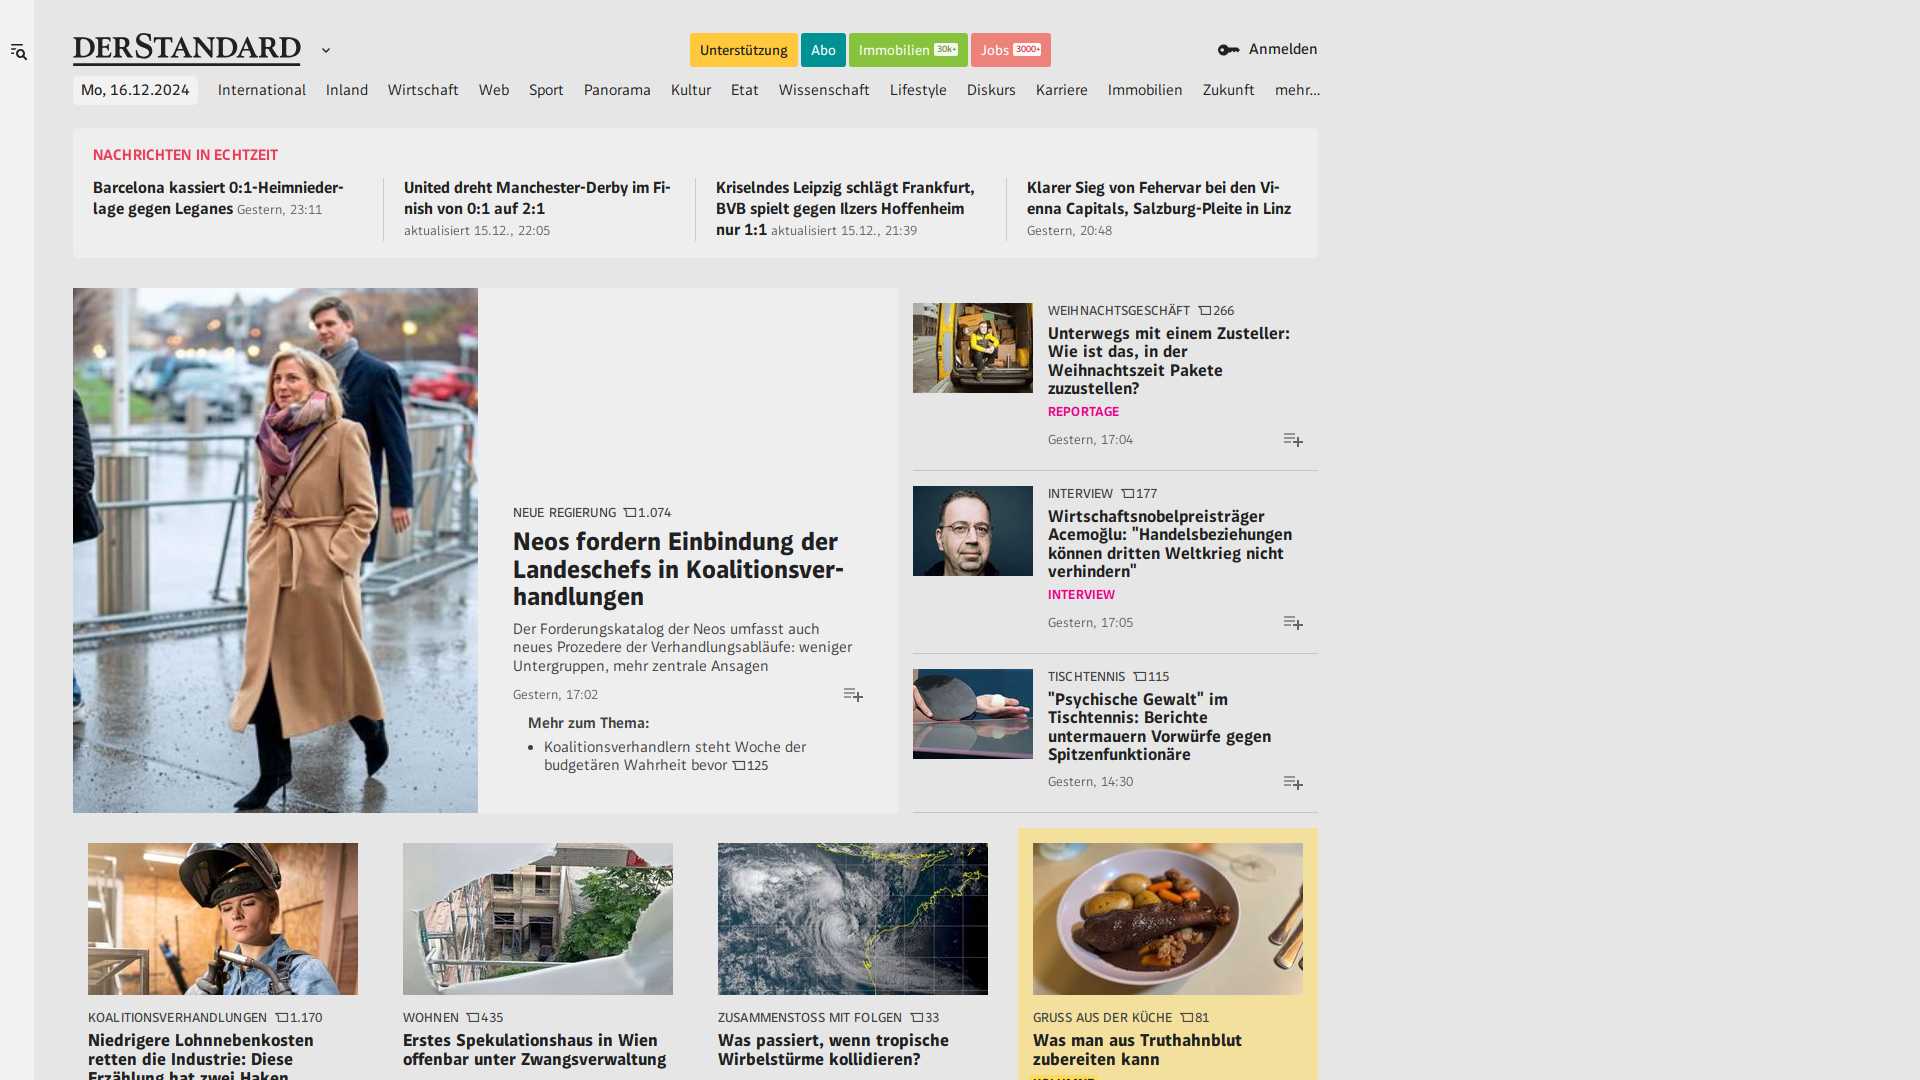 DERSTANDARD
Unterstützung
Abo
Immobilien 30k+
Jobs 3000+
Anmelden
Mo, 16.12.2024 International Inland Wirtschaft Web Sport Panorama Kultur Etat Wissenschaft Lifestyle Diskurs Karriere Immobilien Zukunft mehr...
NACHRICHTEN IN ECHTZEIT
Barcelona kassiert 0:1-Heimnieder-
lage gegen Leganes Gestern, 23:11
United dreht Manchester-Derby im Fi-
nish von 0:1 auf 2:1
aktualisiert 15.12., 22:05
Kriselndes Leipzig schlägt Frankfurt,
BVB spielt gegen Ilzers Hoffenheim
nur 1:1 aktualisiert 15.12., 21:39
Klarer Sieg von Fehervar bei den Vi-
enna Capitals, Salzburg-Pleite in Linz
Gestern, 20:48
NEUE REGIERUNG 1.074
Neos fordern Einbindung der
Landeschefs in Koalitionsver-
handlungen
Der Forderungskatalog der Neos umfasst auch
neues Prozedere der Verhandlungsabläufe: weniger
Untergruppen, mehr zentrale Ansagen
Gestern, 17:02
Mehr zum Thema:
• Koalitionsverhandlern steht Woche der
budgetären Wahrheit bevor 125
WEIHNACHTSGESCHÄFT 266
Unterwegs mit einem Zusteller:
Wie ist das, in der
Weihnachtszeit Pakete
zuzustellen?
REPORTAGE
Gestern, 17:04
INTERVIEW 177
Wirtschaftsnobelpreisträger
Acemoğlu: "Handelsbeziehungen
können dritten Weltkrieg nicht
verhindern"
INTERVIEW
Gestern, 17:05
TISCHTENNIS 115
"Psychische Gewalt" im
Tischtennis: Berichte
untermauern Vorwürfe gegen
Spitzenfunktionäre
Gestern, 14:30
KOALITIONSVERHANDLUNGEN 1.170
Niedrigere Lohnnebenkosten
retten die Industrie: Diese
Erzählung hat zwei Haken
WOHNEN 435
Erstes Spekulationshaus in Wien
offenbar unter Zwangsverwaltung
ZUSAMMENSTOSS MIT FOLGEN 33
Was passiert, wenn tropische
Wirbelstürme kollidieren?
GRUSS AUS DER KÜCHE 81
Was man aus Truthahnblut
zubereiten kann